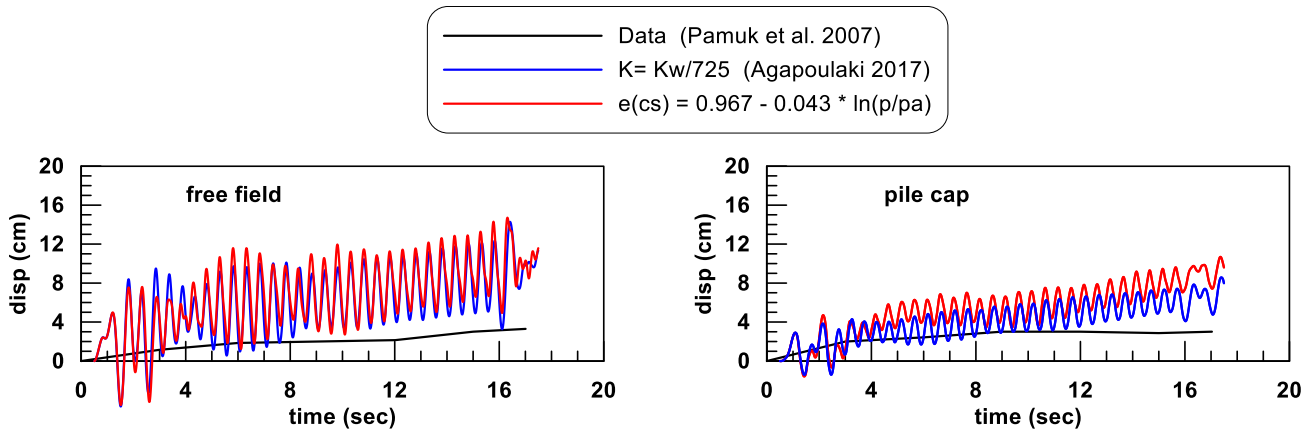 Data (Pamuk et al. 2007)
K= Kw/725 (Agapoulaki 2017)
e(cs) = 0.967 - 0.043 * ln(p/pa)
free field
disp (cm)
20
16
12
8
4
0
0 4 8 12 16 20
time (sec)
pile cap
disp (cm)
20
16
12
8
4
0
0 4 8 12 16 20
time (sec)